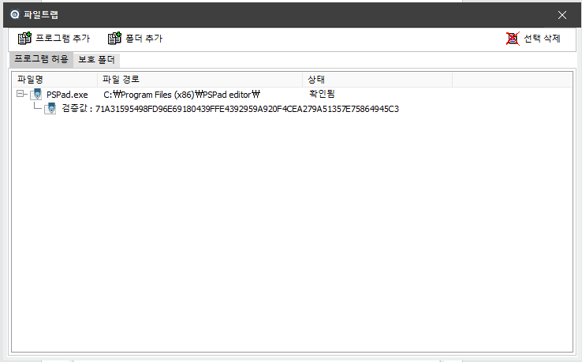 파일트랩
프로그램 추가 폴더 추가 선택 삭제
프로그램 허용 보호 폴더
파일명 파일 경로 상태
PSPad.exe C:₩Program Files (x86)₩PSPad editor₩ 확인됨
검증값 : 71A31595498FD96E69180439FFE4392959A920F4CEA279A51357E75864945C3